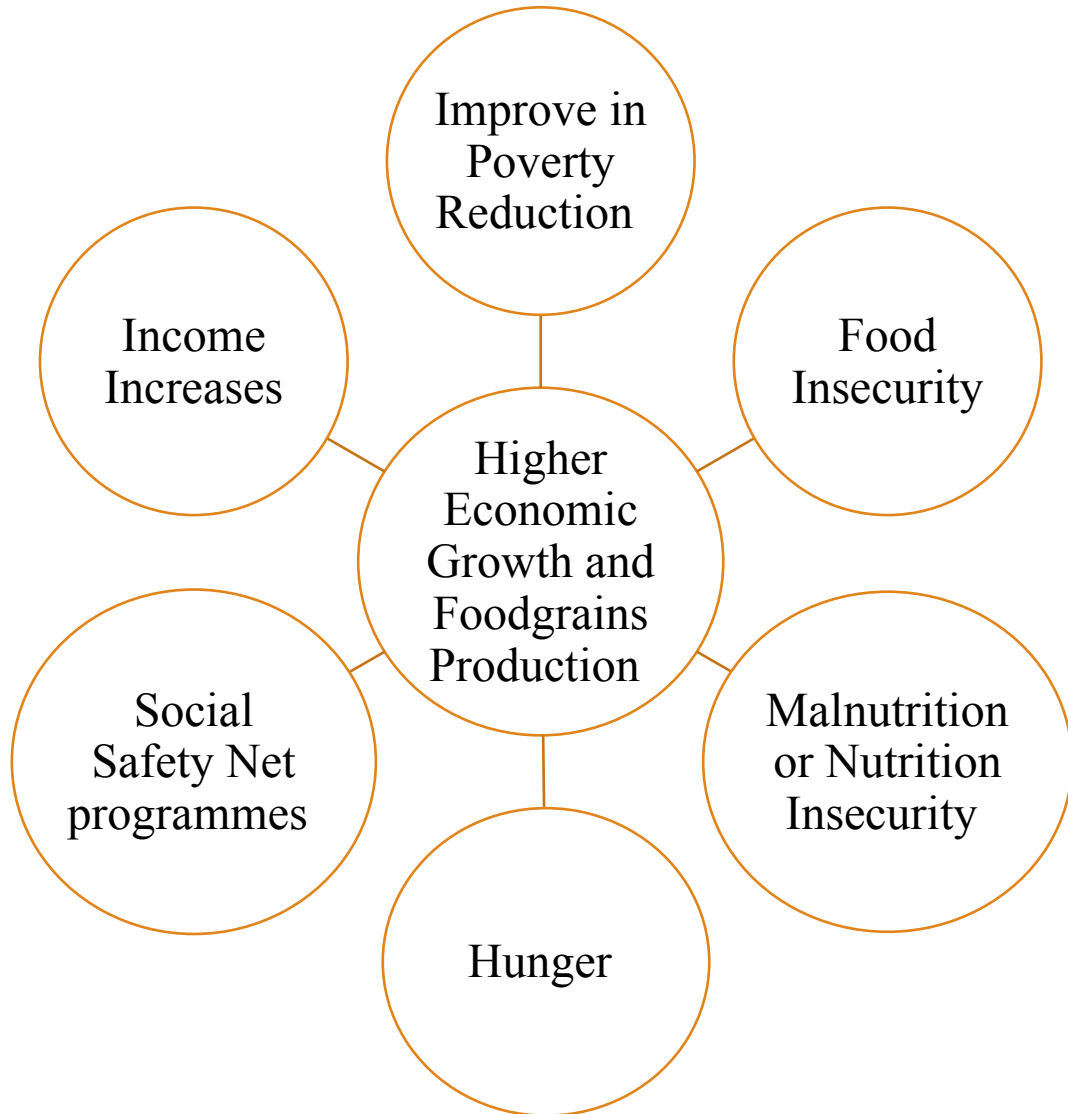 Improve in
Poverty
Reduction
Income
Increases
Food
Insecurity
Higher
Economic
Growth and
Foodgrains
Production
Social
Safety Net
programmes
Malnutrition
or Nutrition
Insecurity
Hunger